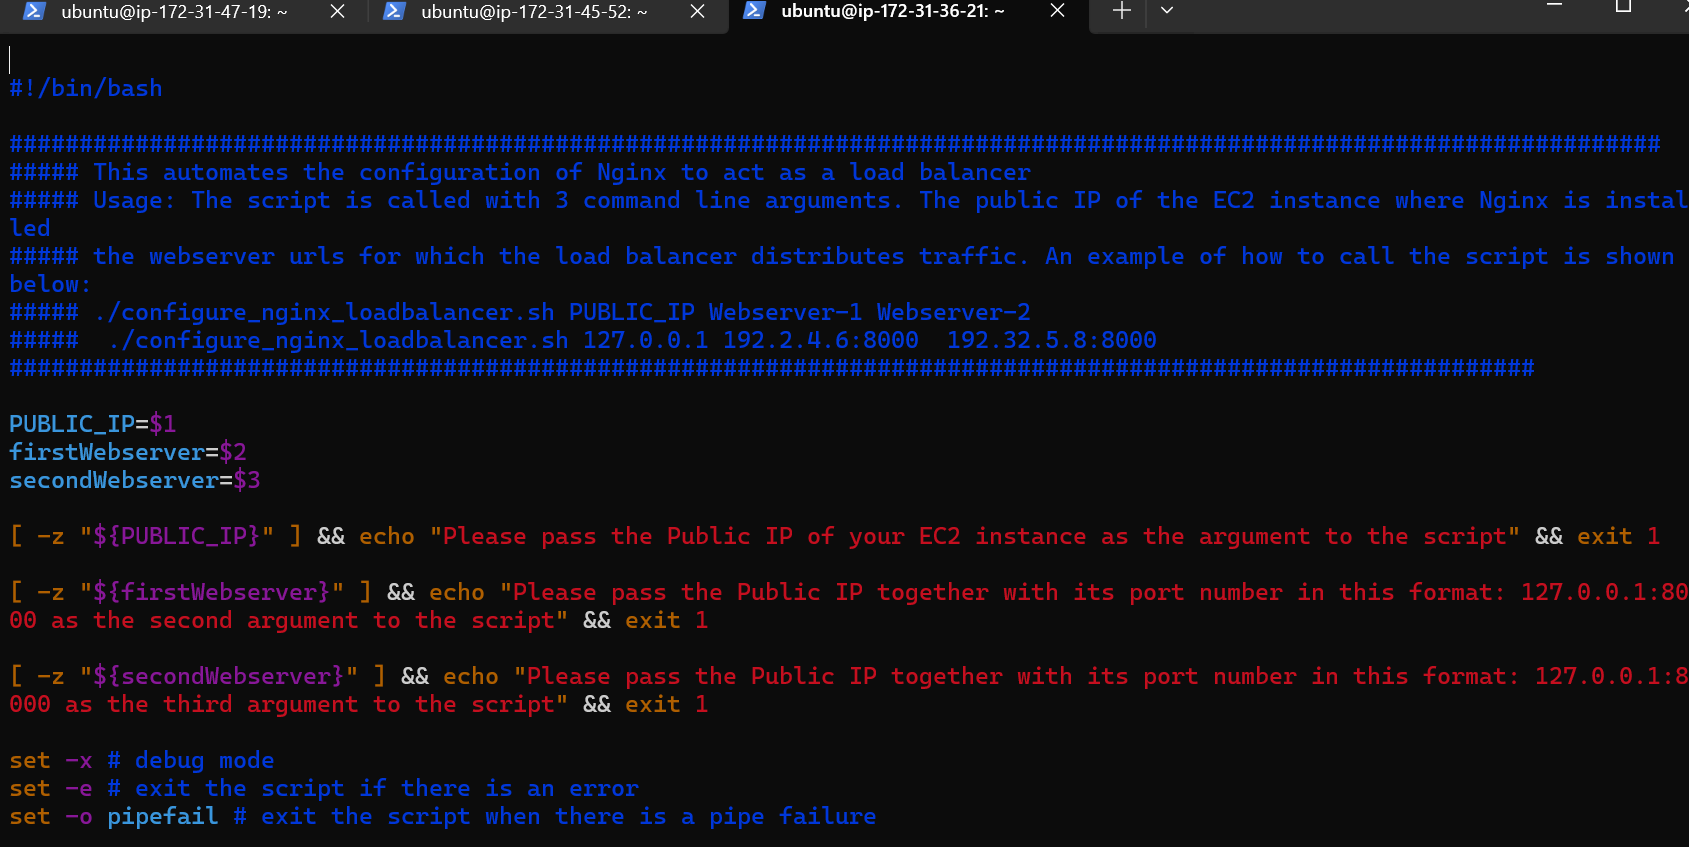 ubuntu@ip-172-31-47-19: ~
ubuntu@ip-172-31-45-52: ~
ubuntu@ip-172-31-36-21: ~
#!/bin/bash
######################################################################################################################
##### This automates the configuration of Nginx to act as a load balancer
##### Usage: The script is called with 3 command line arguments. The public IP of the EC2 instance where Nginx is instal
led
##### the webserver urls for which the load balancer distributes traffic. An example of how to call the script is shown
below:
##### ./configure_nginx_loadbalancer.sh PUBLIC_IP Webserver-1 Webserver-2
#####  ./configure_nginx_loadbalancer.sh 127.0.0.1 192.2.4.6:8000  192.32.5.8:8000
#############################################################################################################
PUBLIC_IP=$1
firstWebserver=$2
secondWebserver=$3
[ -z "${PUBLIC_IP}" ] && echo "Please pass the Public IP of your EC2 instance as the argument to the script" && exit 1
[ -z "${firstWebserver}" ] && echo "Please pass the Public IP together with its port number in this format: 127.0.0.1:80
00 as the second argument to the script" && exit 1
[ -z "${secondWebserver}" ] && echo "Please pass the Public IP together with its port number in this format: 127.0.0.1:8
000 as the third argument to the script" && exit 1
set -x # debug mode
set -e # exit the script if there is an error
set -o pipefail # exit the script when there is a pipe failure